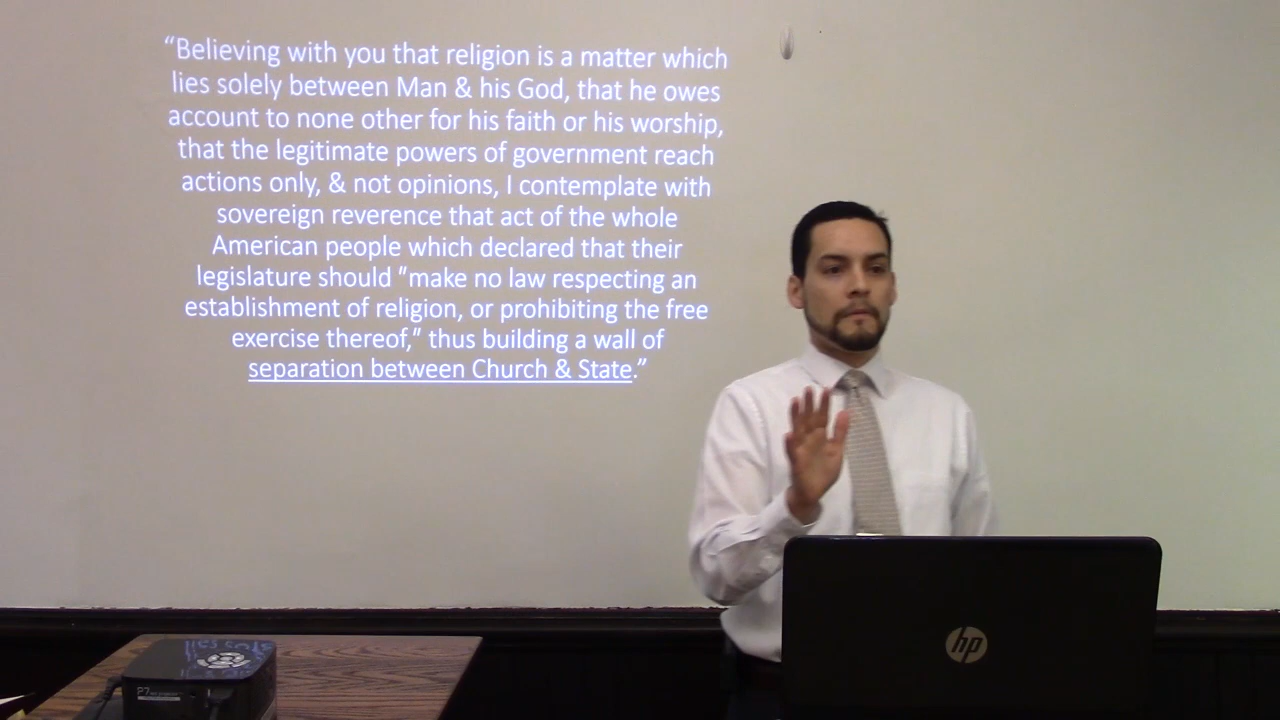 “Believing with you that religion is a matter which
lies solely between Man & his God, that he owes
account to none other for his faith or his worship,
that the legitimate powers of government reach
actions only, & not opinions, I contemplate with
sovereign reverence that act of the whole
American people which declared that their
legislature should "make no law respecting an
establishment of religion, or prohibiting the free
exercise thereof," thus building a wall of
separation between Church & State.”
hp
lies sole
P7